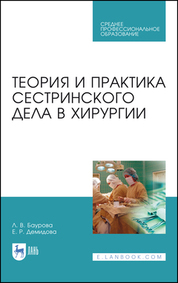 СРЕДНЕЕ
ПРОФЕССИОНАЛЬНОЕ
ОБРАЗОВАНИЕ
ТЕОРИЯ И ПРАКТИКА
СЕСТРИНСКОГО
ДЕЛА В ХИРУРГИИ
Л. В. Баурова
Е. Р. Демидова
ЛАНЬ
E.LANBOOK.COM